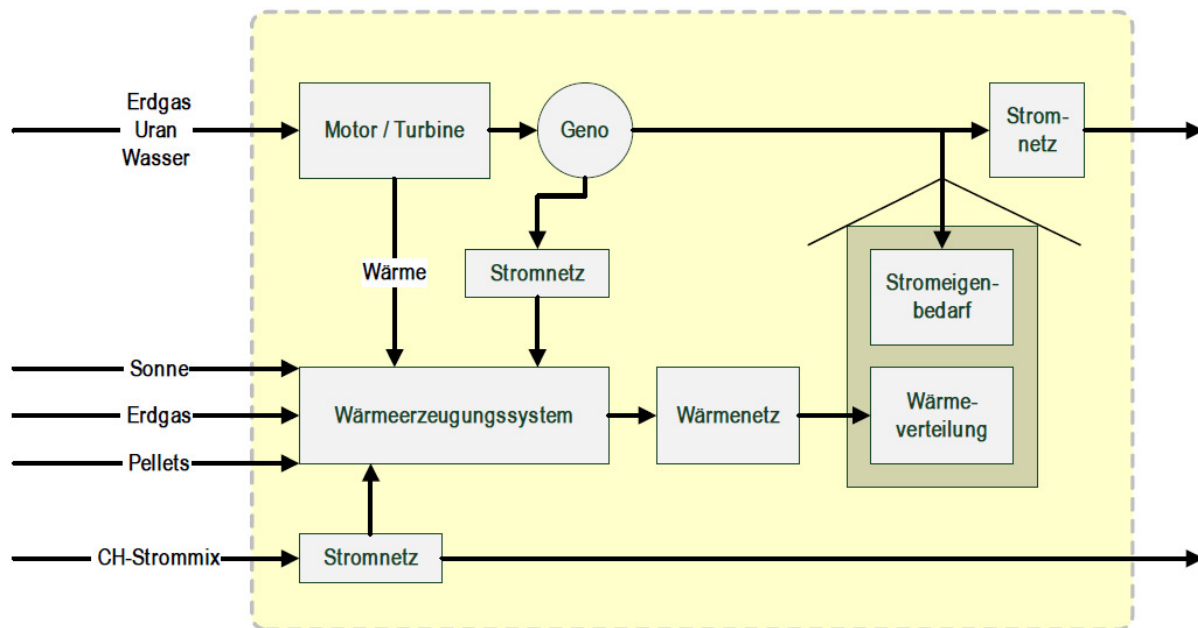 Erdgas
Uran
Wasser
Motor / Turbine
Geno
Strom-
netz
Wärme
Stromnetz
Stromeigen-
bedarf
Sonne
Erdgas
Pellets
Wärmeerzeugungssystem
Wärmenetz
Wärme-
verteilung
CH-Strommix
Stromnetz